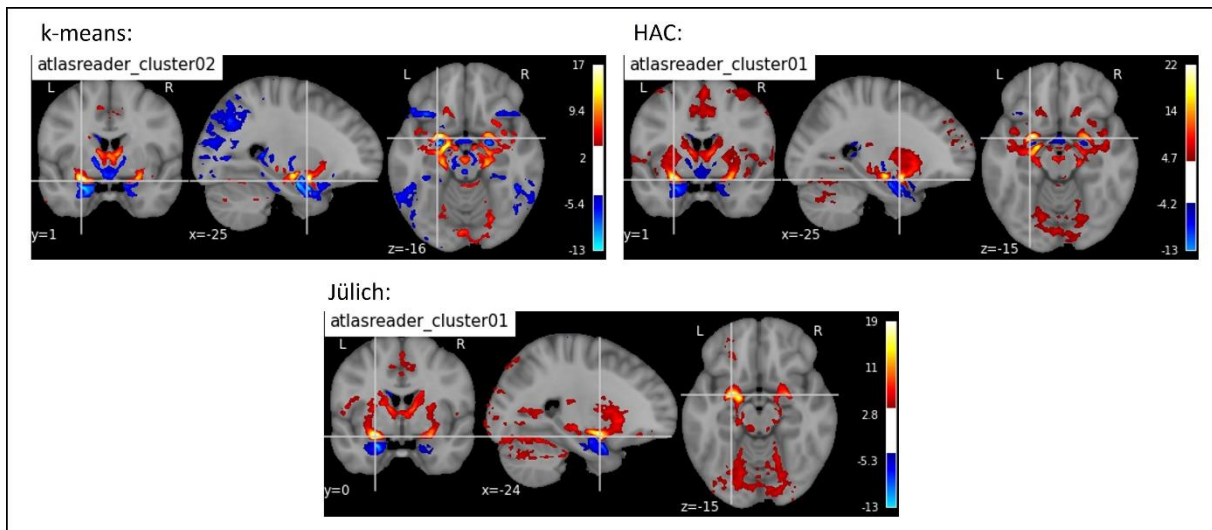 k-means:
atlasreader_cluster02
L R L R
17
9.4
2
-5.4
-13
y=1 x=-25 z=-16
HAC:
atlasreader_cluster01
L R L R
22
14
4.7
-4.2
-13
y=1 x=-25 z=-15
Jülich:
atlasreader_cluster01
L R L R
19
11
2.8
-5.3
-13
y=0 x=-24 z=-15